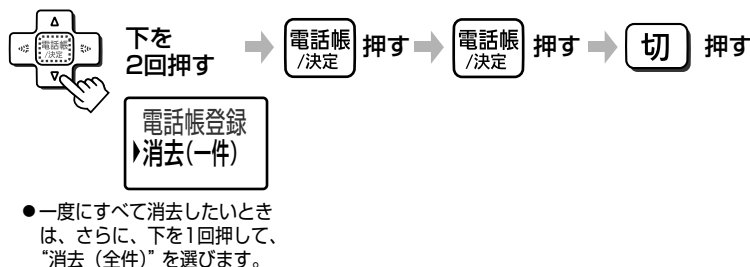 △
電話帳
/決定
▽
下を
2回押す
電話帳
/決定
押す
電話帳
/決定
押す
切
押す
電話帳登録
▶消去(一件)
●一度にすべて消去したいとき
は、さらに、下を1回押して、
“消去（全件）”を選びます。